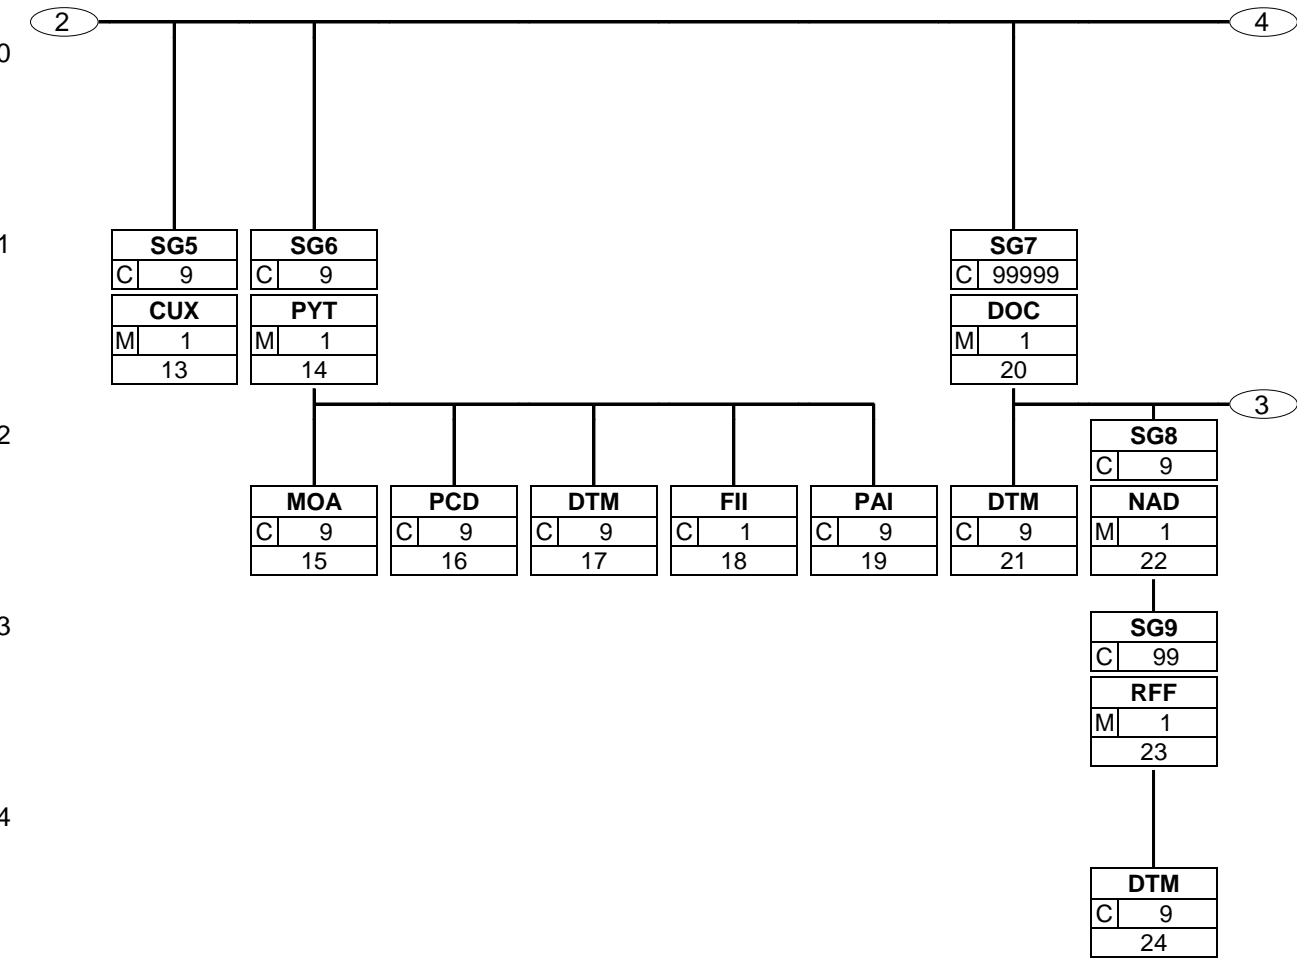 2 4
0
1
SG5 SG6 SG7
C 9 C 9 C 99999
CUX PYT DOC
M 1 M 1 M 1
13 14 20
3
2
SG8
C 9
MOA PCD DTM FII PAI DTM NAD
C 9 C 9 C 9 C 1 C 9 C 9 M 1
15 16 17 18 19 21 22
3
SG9
C 99
RFF
M 1
23
4
DTM
C 9
24